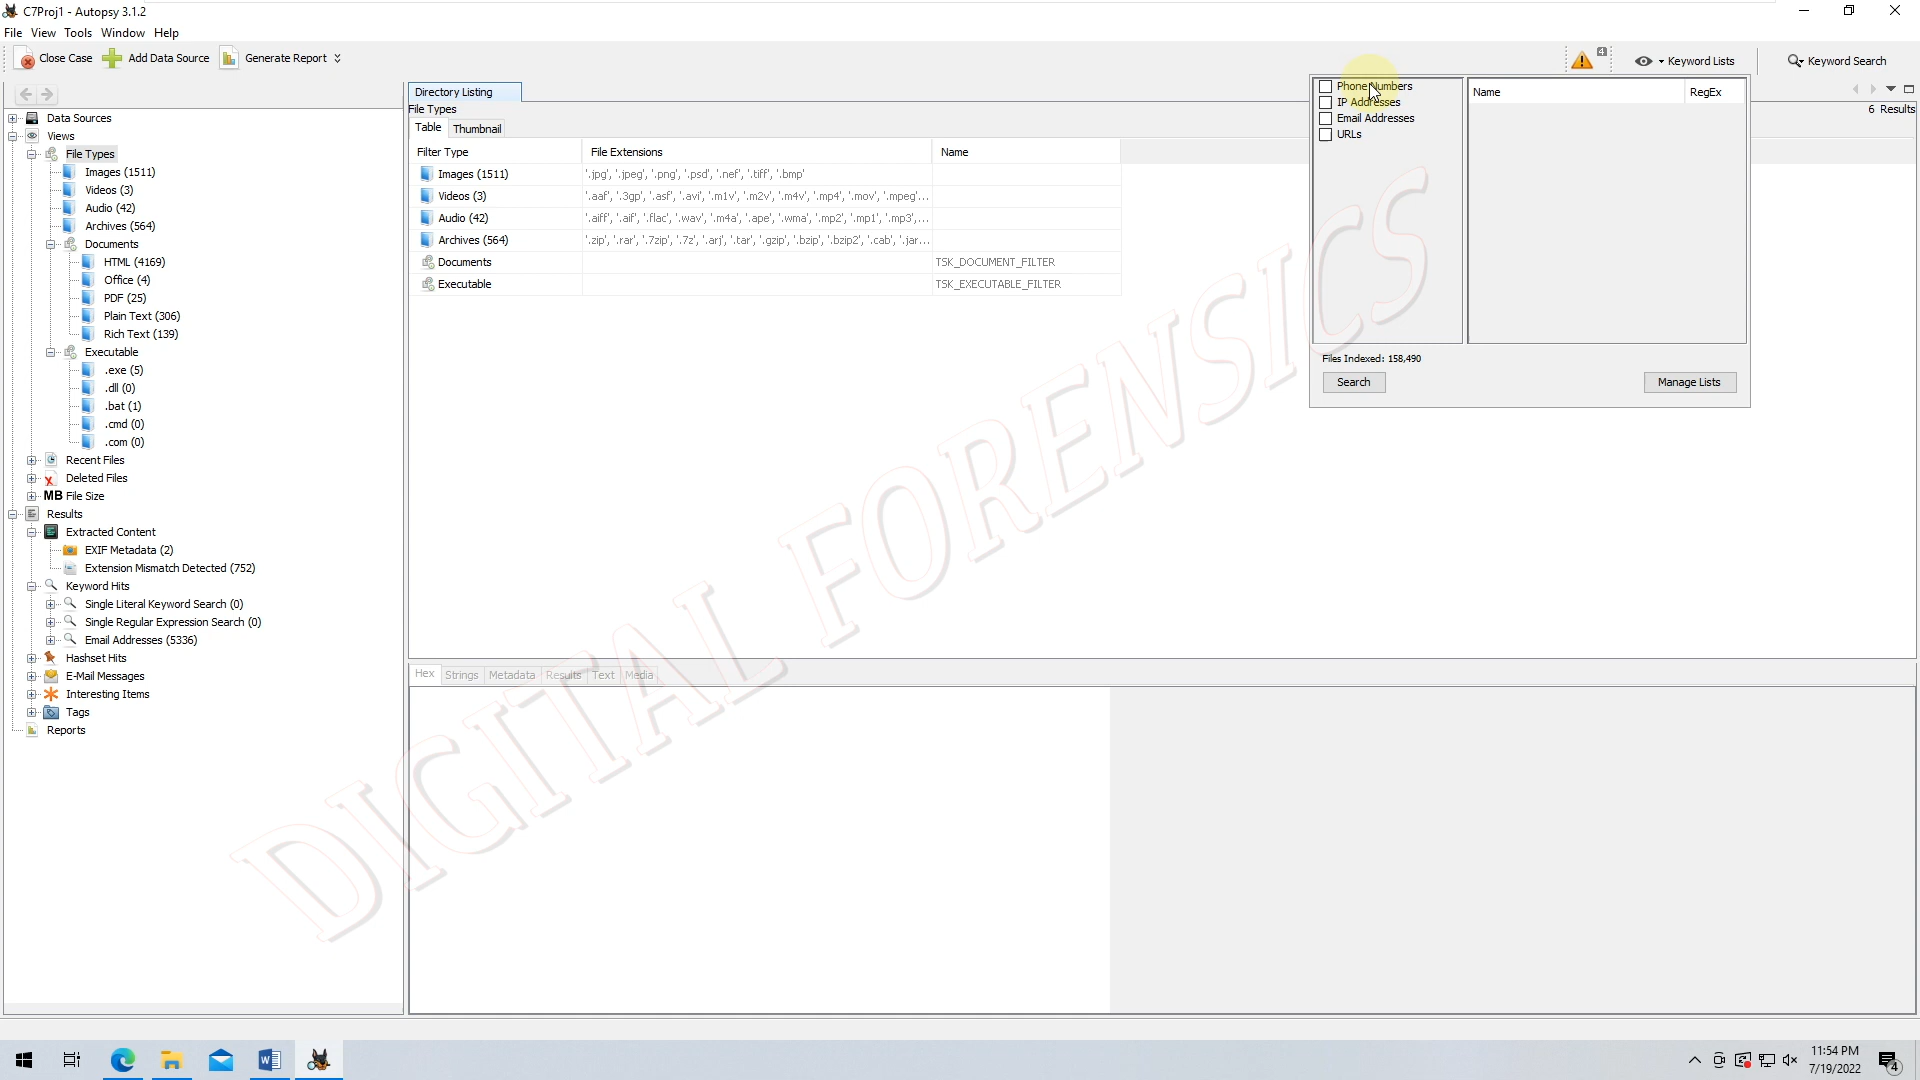 C7Proj1 - Autopsy 3.1.2
File View Tools Window Help
Close Case Add Data Source Generate Report
4 Keyword Lists Keyword Search
Directory Listing
File Types
6 Results
Table Thumbnail
Filter Type File Extensions Name
Images (1511) '.jpg', '.jpeg', '.png', '.psd', '.nef', '.tiff', '.bmp'
Videos (3) '.aaf', '.3gp', '.asf', '.avi', '.m1v', '.m2v', '.m4v', '.mp4', '.mov', '.mpeg'...
Audio (42) '.aiff', '.aif', '.flac', '.wav', '.m4a', '.ape', '.wma', '.mp2', '.mp1', '.mp3',...
Archives (564) '.zip', '.rar', '.7zip', '.7z', '.arj', '.tar', '.gzip', '.bzip', '.bzip2', '.cab', '.jar...
Documents TSK_DOCUMENT_FILTER
Executable TSK_EXECUTABLE_FILTER
Data Sources
Views
File Types
Images (1511)
Videos (3)
Audio (42)
Archives (564)
Documents
HTML (4169)
Office (4)
PDF (25)
Plain Text (306)
Rich Text (139)
Executable
.exe (5)
.dll (0)
.bat (1)
.cmd (0)
.com (0)
Recent Files
Deleted Files
MB File Size
Results
Extracted Content
EXIF Metadata (2)
Extension Mismatch Detected (752)
Keyword Hits
Single Literal Keyword Search (0)
Single Regular Expression Search (0)
Email Addresses (5336)
Hashset Hits
E-Mail Messages
Interesting Items
Tags
Reports
Phone Numbers
IP Addresses
Email Addresses
URLs
Name RegEx
Files Indexed: 158,490
Search Manage Lists
Hex Strings Metadata Results Text Media
DIGITAL FORENSICS
11:54 PM
7/19/2022
4